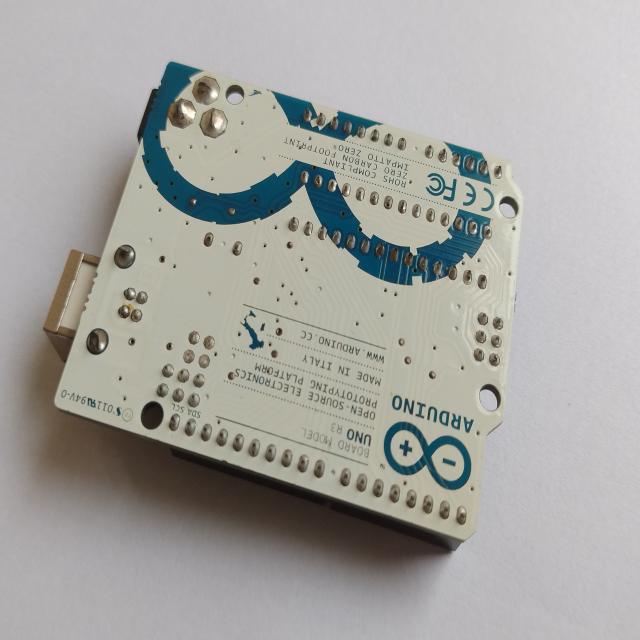 ARDUINO
BOARD MODEL
UNO R3
OPEN-SOURCE ELECTRONICS
PROTOTYPING PLATFORM
MADE IN ITALY
WWW.ARDUINO.CC
SDA SCL
94V-0
ROHS COMPLIANT
ZERO CARBON FOOTPRINT
IMPATTO ZERO®
CE FC